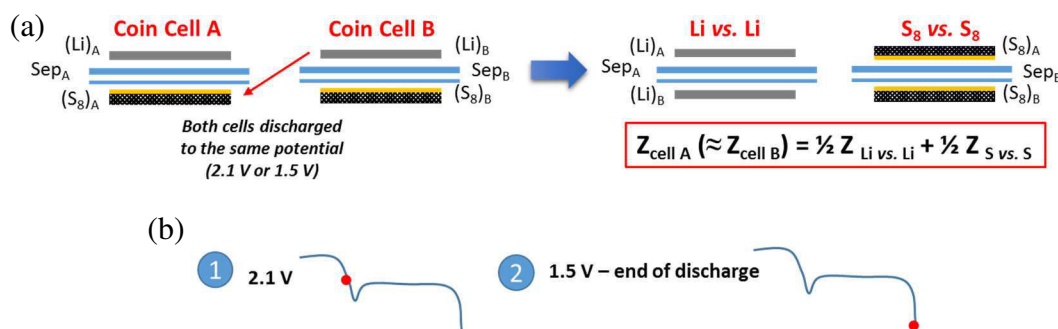 (a)
Coin Cell A
Coin Cell B
Li vs. Li
S₈ vs. S₈
(Li)A
(Li)B
(Li)A
(S₈)A
SepA
SepB
SepA
SepB
(S₈)A
(S₈)B
(Li)B
(S₈)B
Both cells discharged
to the same potential
(2.1 V or 1.5 V)
Z cell A (≈ Z cell B) = ½ Z Li vs. Li + ½ Z S vs. S
(b)
1
2.1 V
2
1.5 V – end of discharge